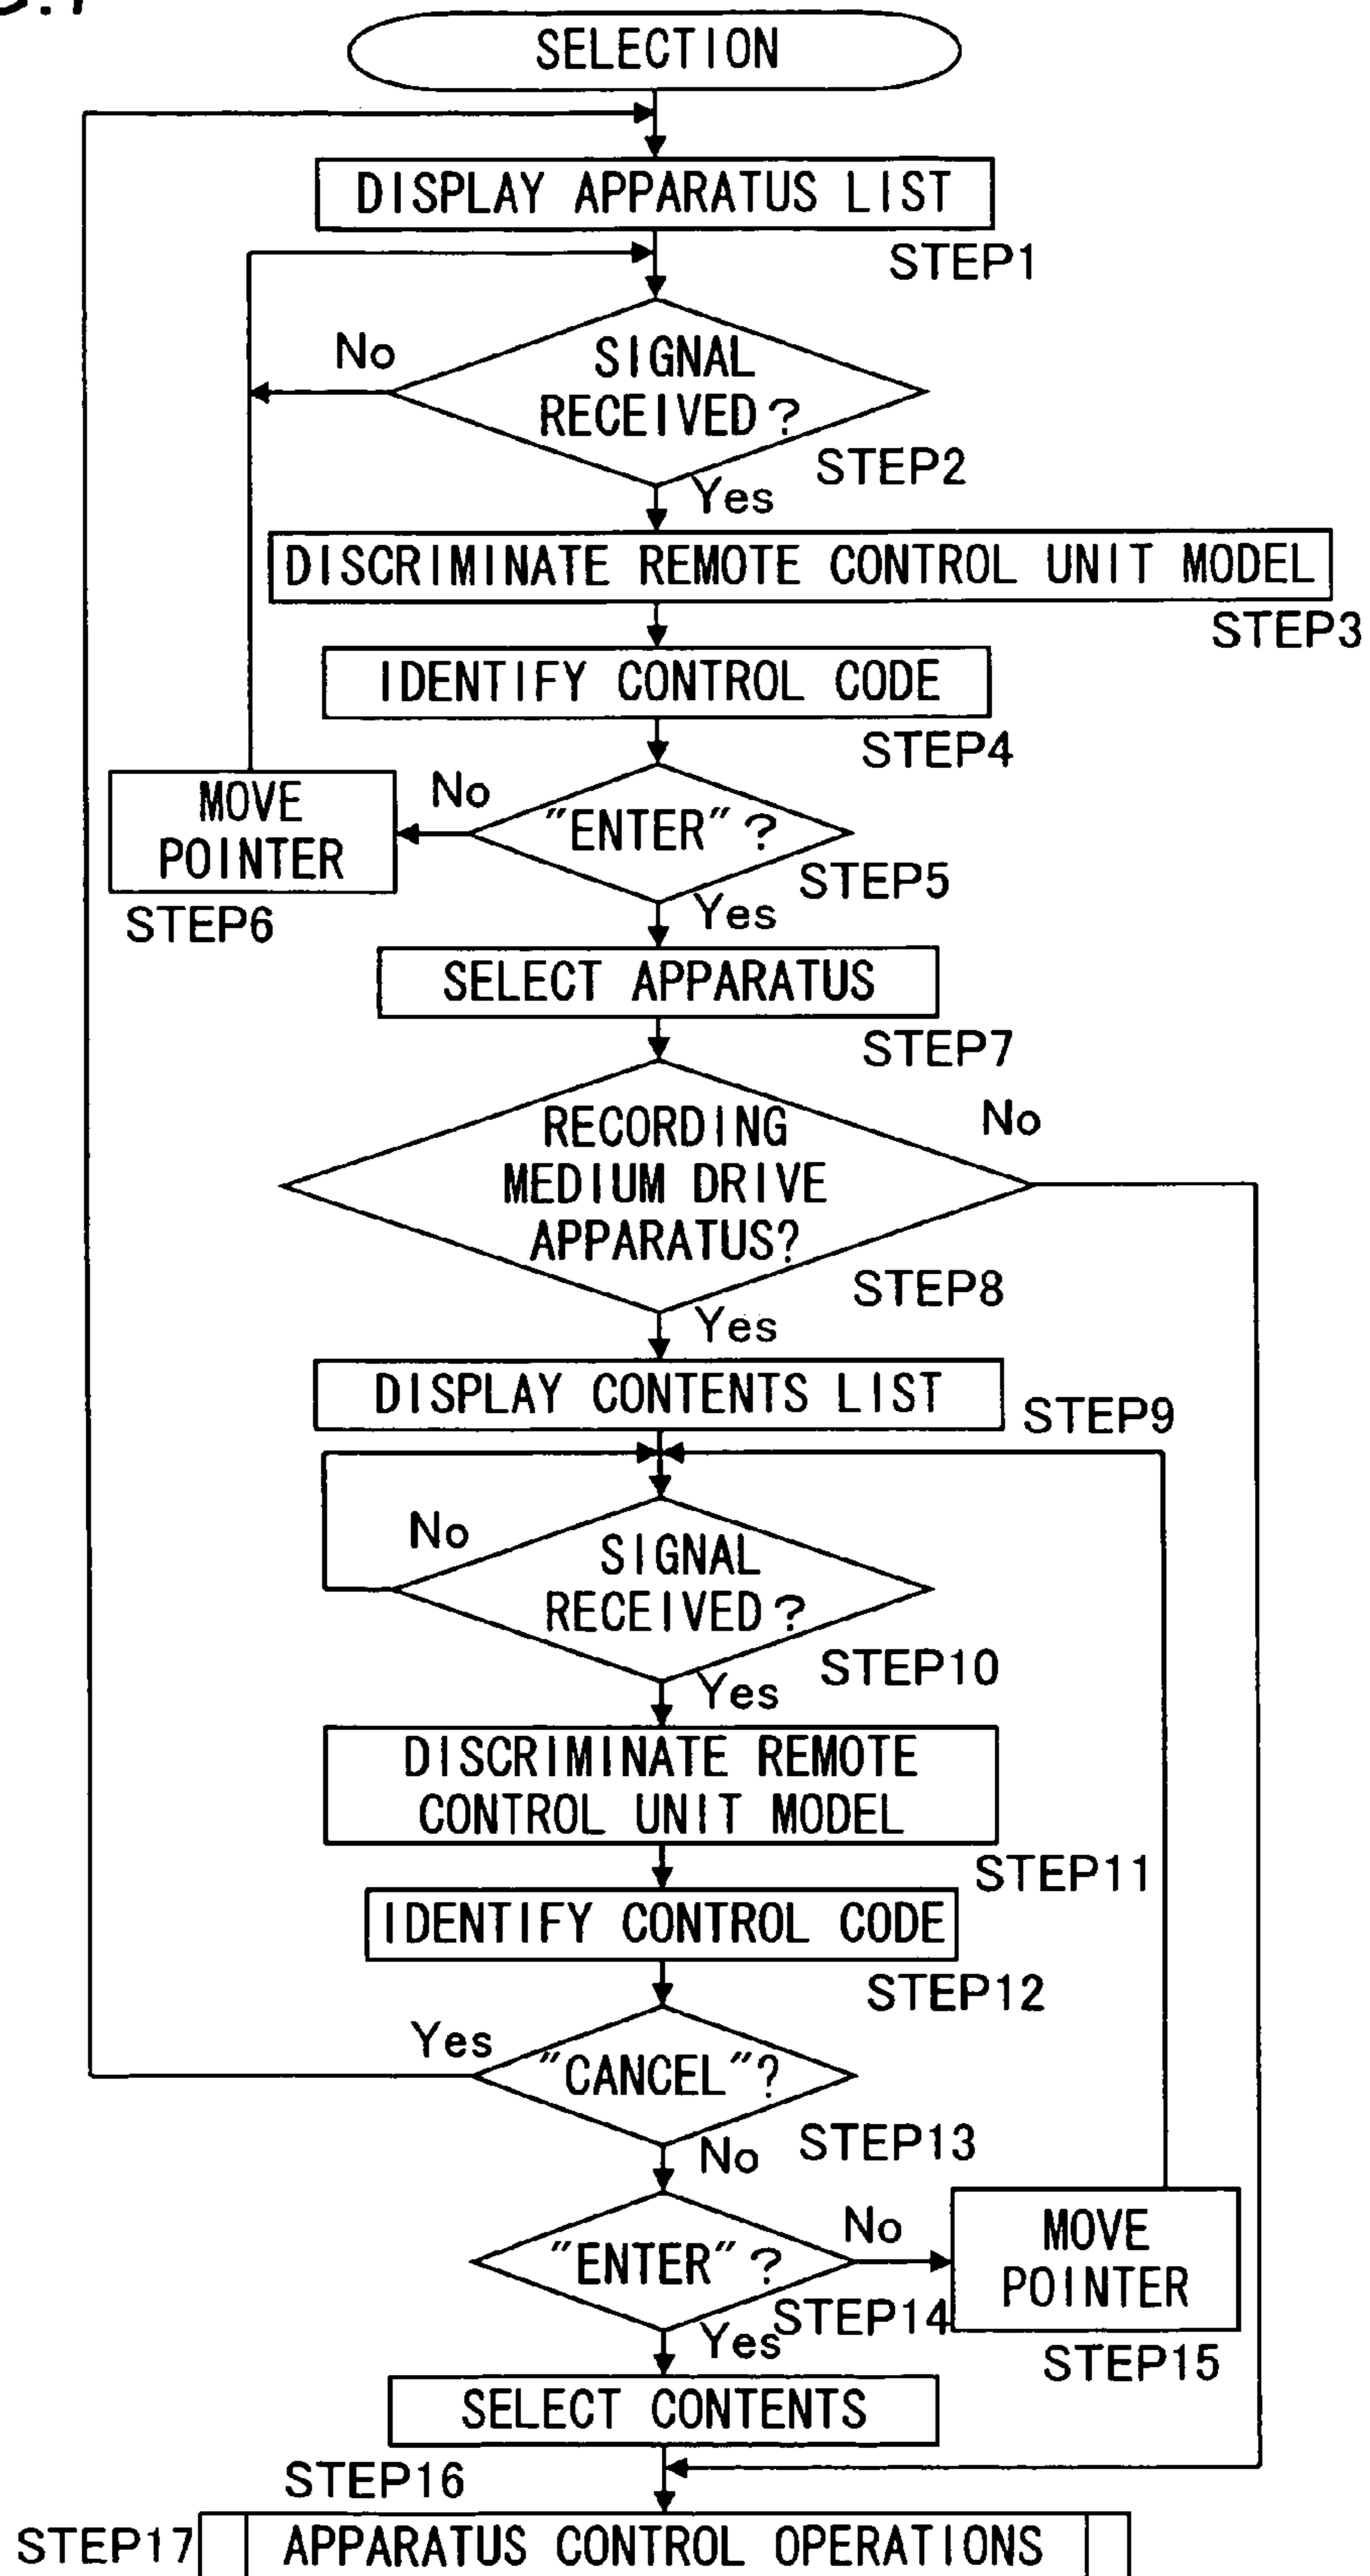 SELECTION
DISPLAY APPARATUS LIST
STEP1
No
SIGNAL
RECEIVED?
STEP2
Yes
DISCRIMINATE REMOTE CONTROL UNIT MODEL
STEP3
IDENTIFY CONTROL CODE
STEP4
MOVE
POINTER
STEP6
No
"ENTER"?
STEP5
Yes
SELECT APPARATUS
STEP7
RECORDING
MEDIUM DRIVE
APPARATUS?
No
STEP8
Yes
DISPLAY CONTENTS LIST
STEP9
No
SIGNAL
RECEIVED?
STEP10
Yes
DISCRIMINATE REMOTE
CONTROL UNIT MODEL
STEP11
IDENTIFY CONTROL CODE
STEP12
Yes
"CANCEL"?
STEP13
No
"ENTER"?
No
STEP14
MOVE
POINTER
STEP15
Yes
SELECT CONTENTS
STEP16
STEP17
APPARATUS CONTROL OPERATIONS